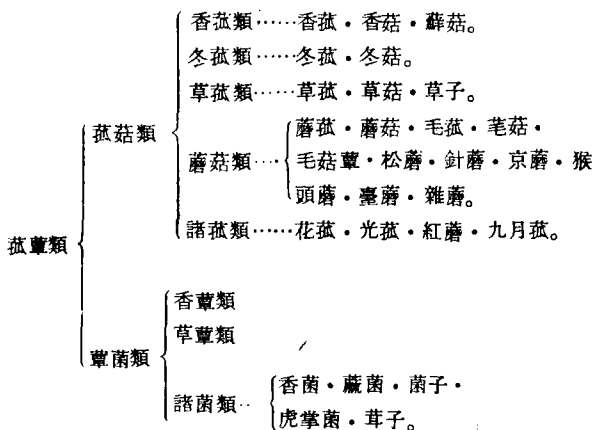 香菰類……香菰・香菇・蘚菇。
冬菰類……冬菰・冬菇。
草菰類……草菰・草菇・草子。
菰菇類
蘑菰・蘑菇・毛菰・芼菇・
蘑菇類…
毛菇蕈・松蘑・針蘑・京蘑・猴
頭蘑・臺蘑・雜蘑。
諸菰類……花菰・光菰・紅蘑・九月菰。
菰蕈類
香蕈類
草蕈類
蕈菌類
諸菌類‥
香菌・蕆菌・菌子・
虎掌菌・茸子。